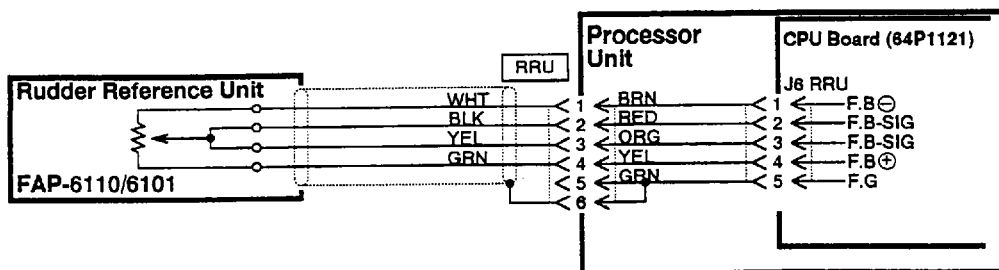 Processor Unit
CPU Board (64P1121)
RRU
Rudder Reference Unit
J6 RRU
WHT 1 BRN 1 F.B⊖
BLK 2 RED 2 F.B-SIG
YEL 3 ORG 3 F.B-SIG
GRN 4 YEL 4 F.B⊕
5 GRN 5 F.G
6
FAP-6110/6101